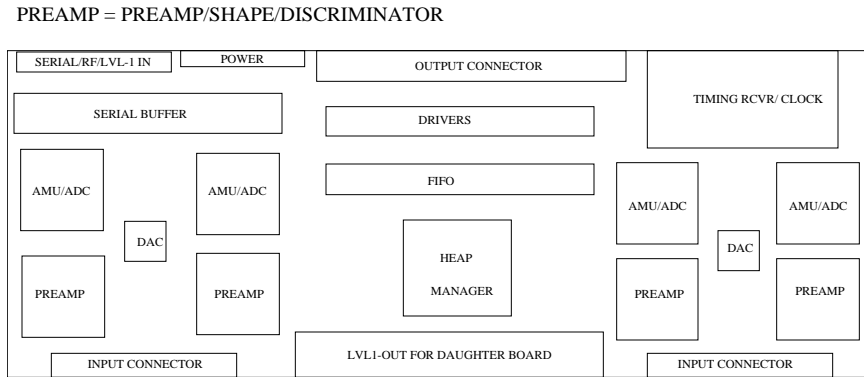 PREAMP = PREAMP/SHAPE/DISCRIMINATOR
SERIAL/RF/LVL-1 IN
POWER
OUTPUT CONNECTOR
TIMING RCVR/ CLOCK
SERIAL BUFFER
DRIVERS
FIFO
AMU/ADC
AMU/ADC
AMU/ADC
AMU/ADC
DAC
DAC
HEAP
MANAGER
PREAMP
PREAMP
PREAMP
PREAMP
INPUT CONNECTOR
LVL1-OUT FOR DAUGHTER BOARD
INPUT CONNECTOR